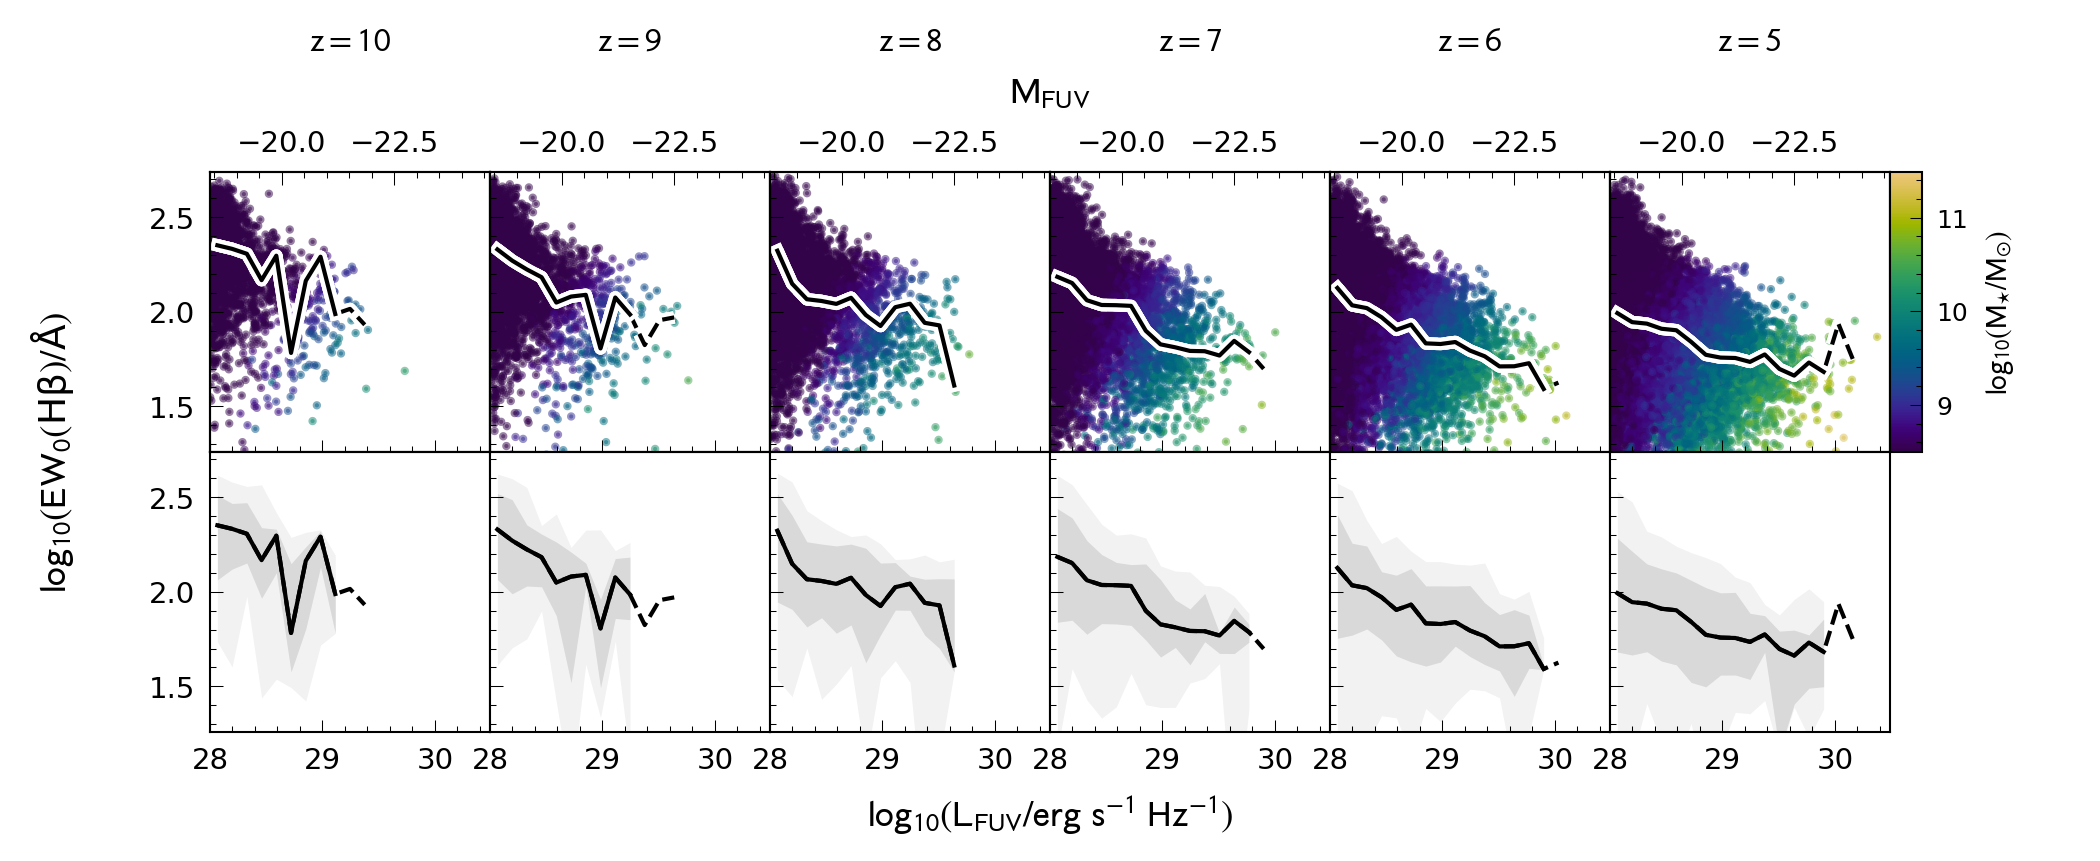 z = 10 z = 9 z = 8 z = 7 z = 6 z = 5
M_FUV
−20.0 −22.5 −20.0 −22.5 −20.0 −22.5 −20.0 −22.5 −20.0 −22.5 −20.0 −22.5
log₁₀(EW₀(Hβ)/Å)
2.5
2.0
1.5
11
10
9
log₁₀(M⋆/M⊙)
2.5
2.0
1.5
28 29 30 28 29 30 28 29 30 28 29 30 28 29 30 28 29 30
log₁₀(L_FUV/erg s⁻¹ Hz⁻¹)